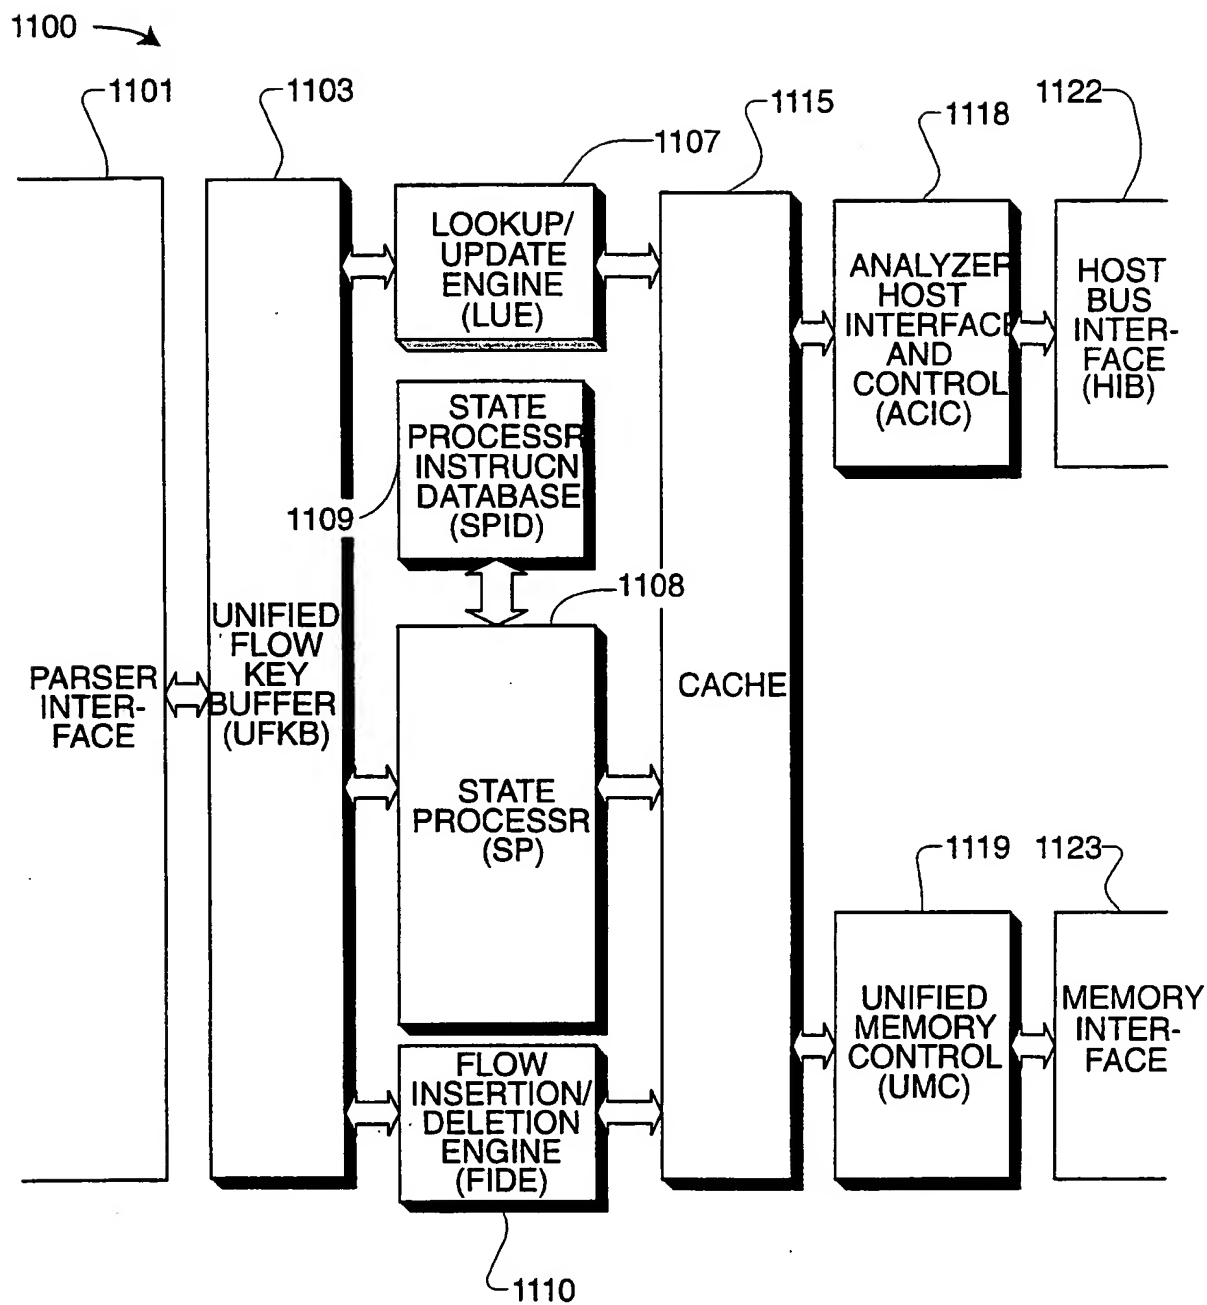 1100
1101
1103
1107
1115
1118
1122
LOOKUP/
UPDATE
ENGINE
(LUE)
ANALYZER
HOST
INTERFACE
AND
CONTROL
(ACIC)
HOST
BUS
INTER-
FACE
(HIB)
STATE
PROCESSR
INSTRUCN
DATABASE
(SPID)
1109
1108
PARSER
INTER-
FACE
UNIFIED
FLOW
KEY
BUFFER
(UFKB)
CACHE
STATE
PROCESSR
(SP)
1119
1123
UNIFIED
MEMORY
CONTROL
(UMC)
MEMORY
INTER-
FACE
FLOW
INSERTION/
DELETION
ENGINE
(FIDE)
1110